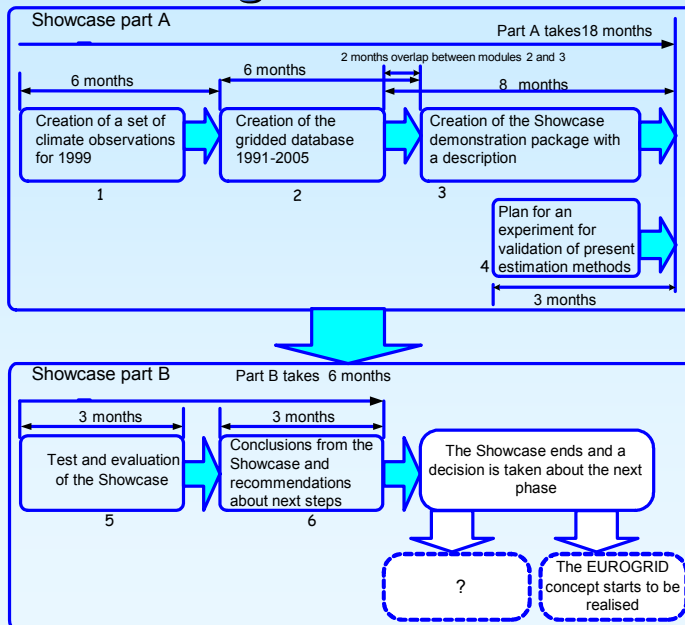 Showcase part A
Part A takes18 months
2 months overlap between modules 2 and 3
6 months
6 months
8 months
Creation of a set of
climate observations
for 1999
1
Creation of the
gridded database
1991-2005
2
Creation of the Showcase
demonstration package with
a description
3
Plan for an
experiment for
validation of present
estimation methods
4
3 months
Showcase part B
Part B takes 6 months
3 months
3 months
Test and evaluation
of the Showcase
5
Conclusions from the
Showcase and
recommendations
about next steps
6
The Showcase ends and a
decision is taken about the next
phase
?
The EUROGRID
concept starts to be
realised